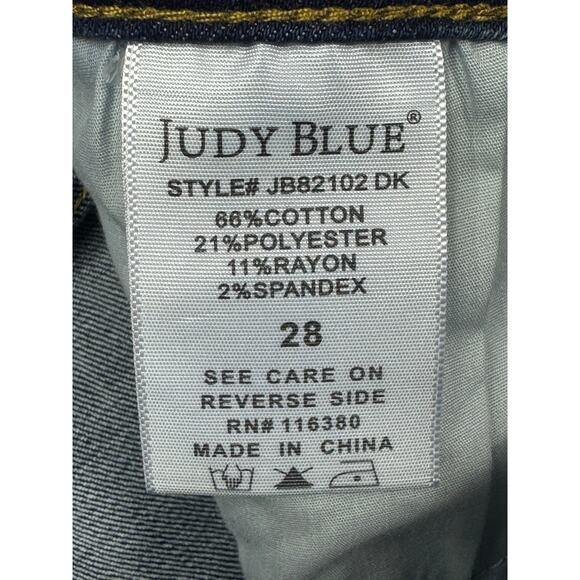 JUDY BLUE®
STYLE# JB82102 DK
66%COTTON
21%POLYESTER
11%RAYON
2%SPANDEX
28
SEE CARE ON
REVERSE SIDE
RN# 116380
MADE IN CHINA